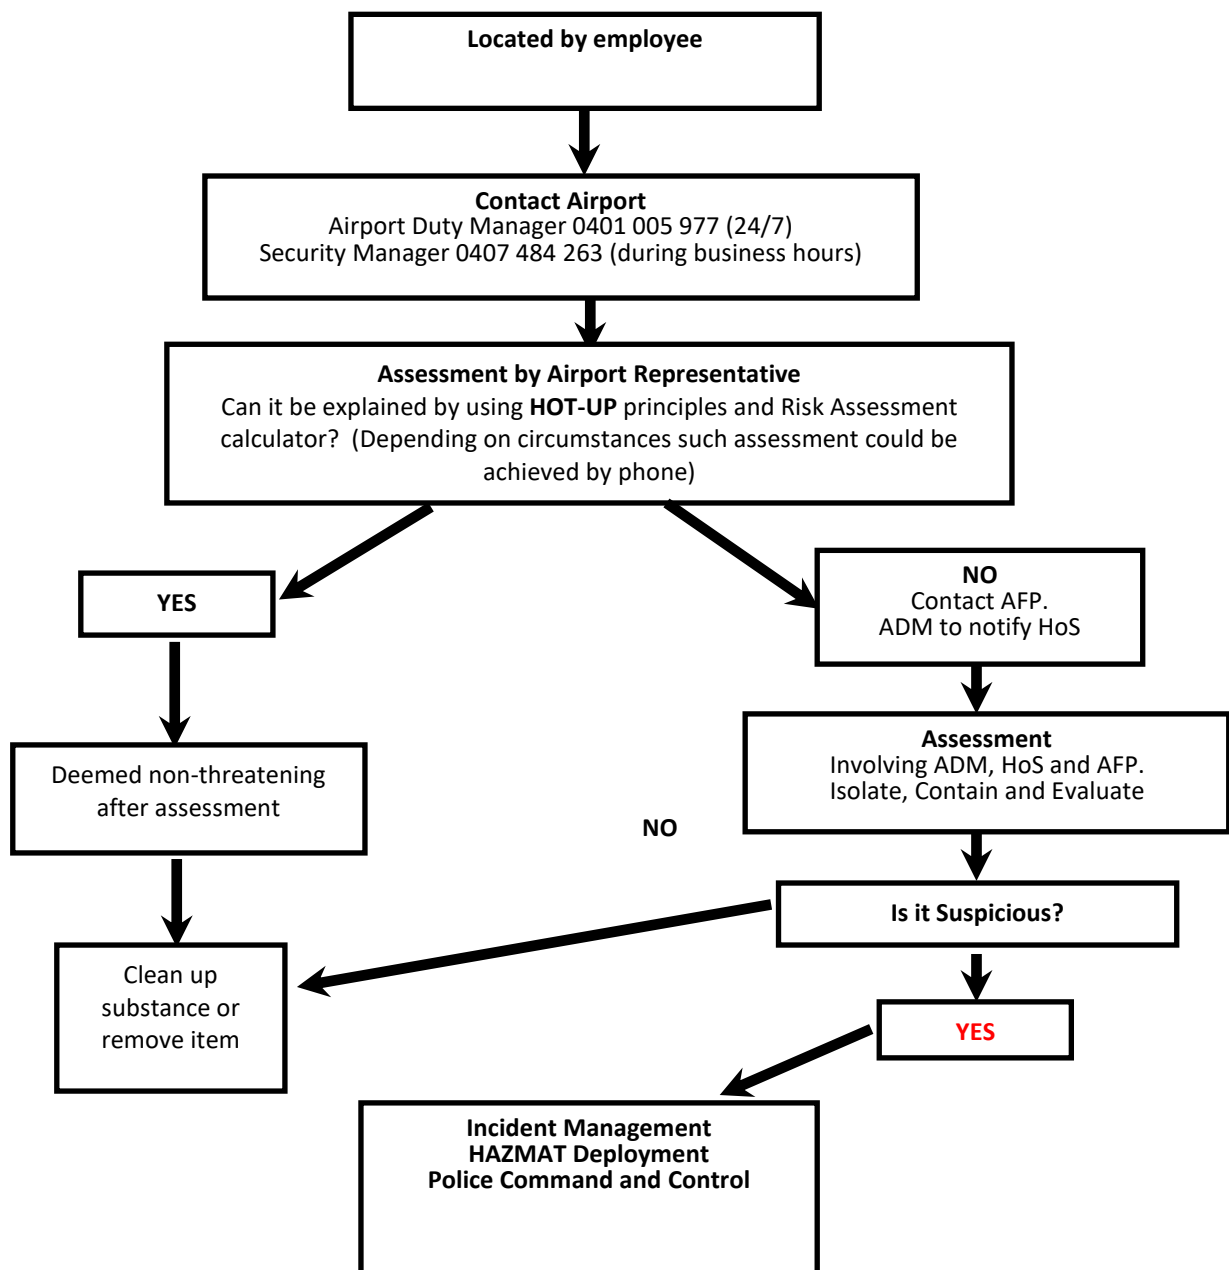 Located by employee
Contact Airport
Airport Duty Manager 0401 005 977 (24/7)
Security Manager 0407 484 263 (during business hours)
Assessment by Airport Representative
Can it be explained by using HOT-UP principles and Risk Assessment
calculator?  (Depending on circumstances such assessment could be
achieved by phone)
YES
NO
Contact AFP.
ADM to notify HoS
Deemed non-threatening
after assessment
Assessment
Involving ADM, HoS and AFP.
Isolate, Contain and Evaluate
NO
Is it Suspicious?
Clean up
substance or
remove item
YES
Incident Management
HAZMAT Deployment
Police Command and Control